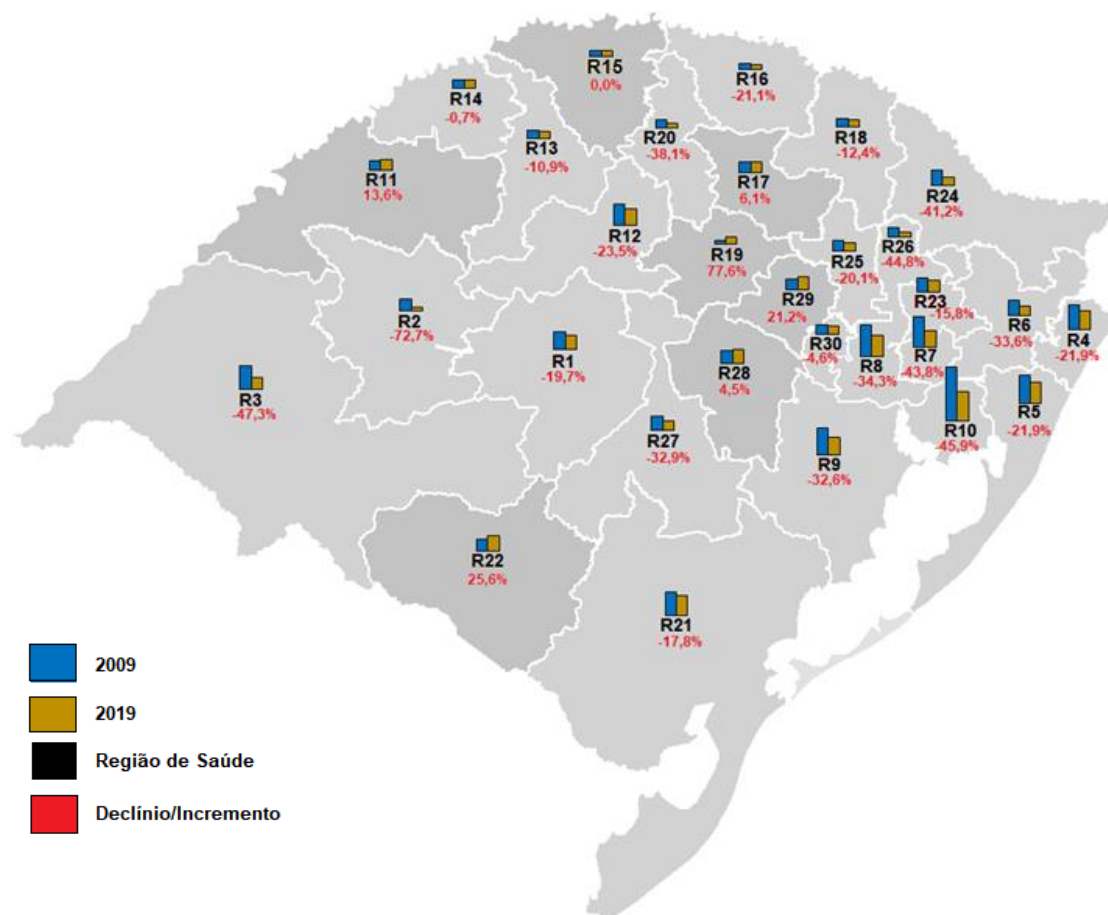 R15
0,0%
R16
-21,1%
R14
-0,7%
R13
-10,9%
R20
-38,1%
R18
-12,4%
R11
13,6%
R17
6,1%
R24
-41,2%
R12
-23,5%
R19
77,6%
R25
-20,1%
R26
-44,8%
R29
21,2%
R23
-15,8%
R2
-72,7%
R6
-33,6%
R4
-21,9%
R1
-19,7%
R30
-4,6%
R8
-34,3%
R7
-43,8%
R28
4,5%
R3
-47,3%
R5
-21,9%
R10
-45,9%
R27
-32,9%
R9
-32,6%
R22
25,6%
R21
-17,8%
2009
2019
Região de Saúde
Declínio/Incremento